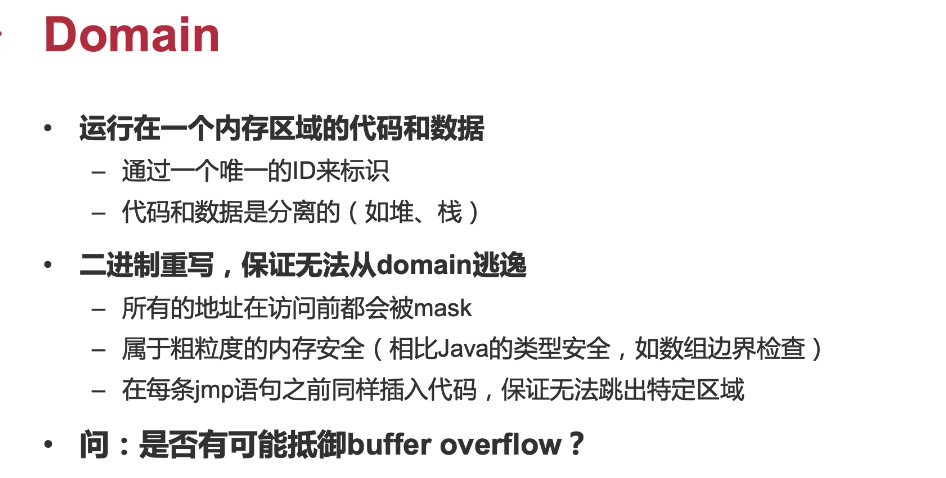 Domain
• 运行在一个内存区域的代码和数据
– 通过一个唯一的ID来标识
– 代码和数据是分离的（如堆、栈）
• 二进制重写，保证无法从domain逃逸
– 所有的地址在访问前都会被mask
– 属于粗粒度的内存安全（相比Java的类型安全，如数组边界检查）
– 在每条jmp语句之前同样插入代码，保证无法跳出特定区域
• 问：是否有可能抵御buffer overflow？